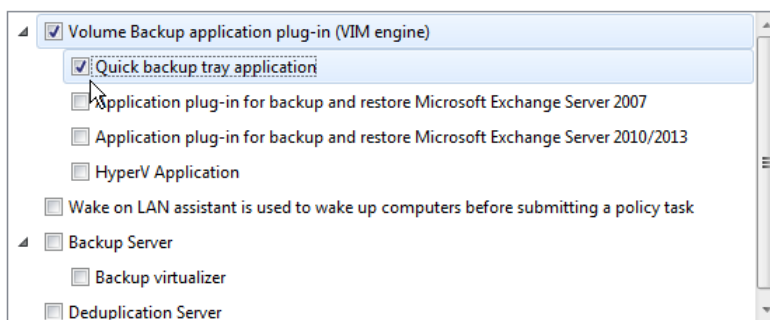 Volume Backup application plug-in (VIM engine)
Quick backup tray application
Application plug-in for backup and restore Microsoft Exchange Server 2007
Application plug-in for backup and restore Microsoft Exchange Server 2010/2013
HyperV Application
Wake on LAN assistant is used to wake up computers before submitting a policy task
Backup Server
Backup virtualizer
Deduplication Server